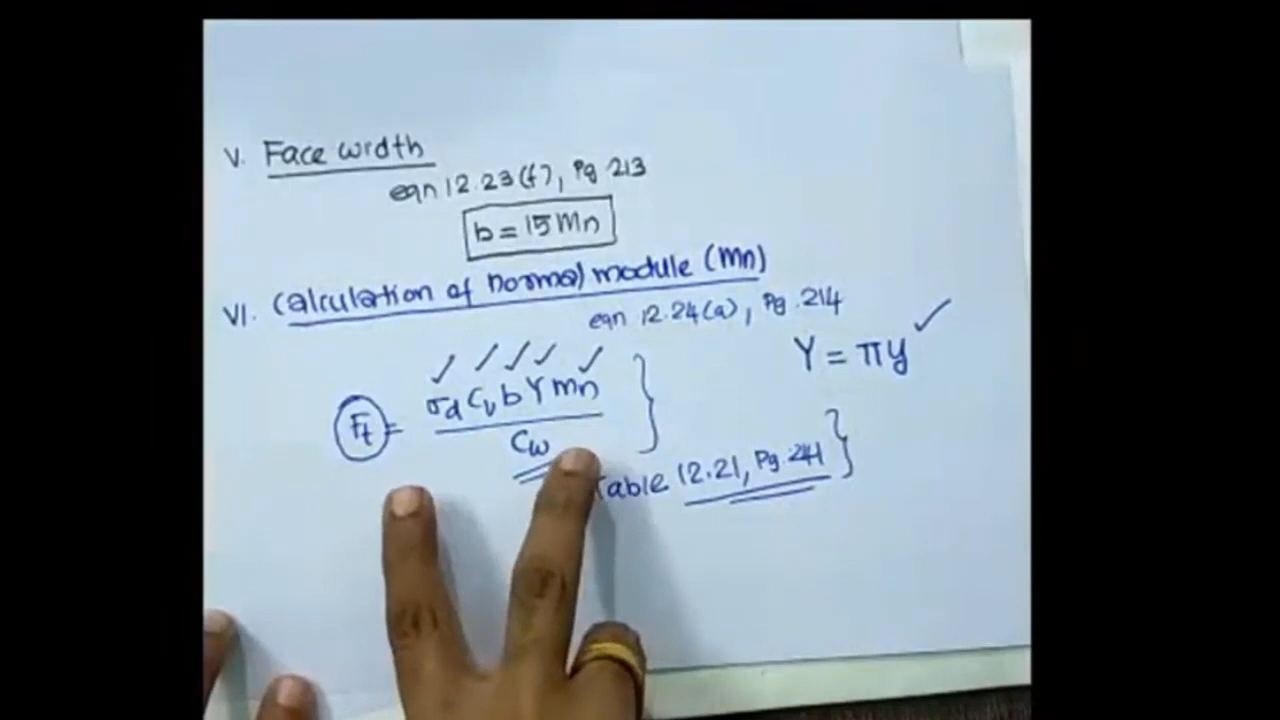 V. Face width
eqn 12.23(f), Pg 213
b = 15 Mn
VI. Calculation of normal module (Mn)
eqn 12.24(a), Pg. 214
Y = πy
Ft = σd Cv b Y mn / Cw
Table 12.21, Pg. 241